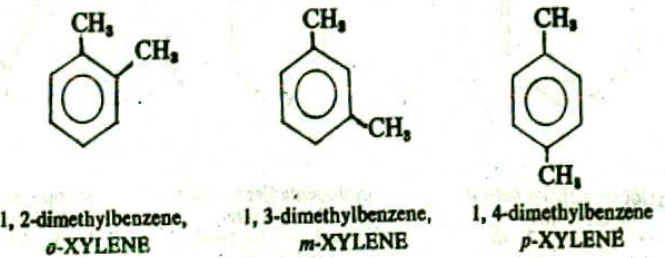 CH₃
CH₃
CH₃
CH₃
CH₃
CH₃
1, 2-dimethylbenzene,
o-XYLENE
1, 3-dimethylbenzene,
m-XYLENE
1, 4-dimethylbenzene
p-XYLENE